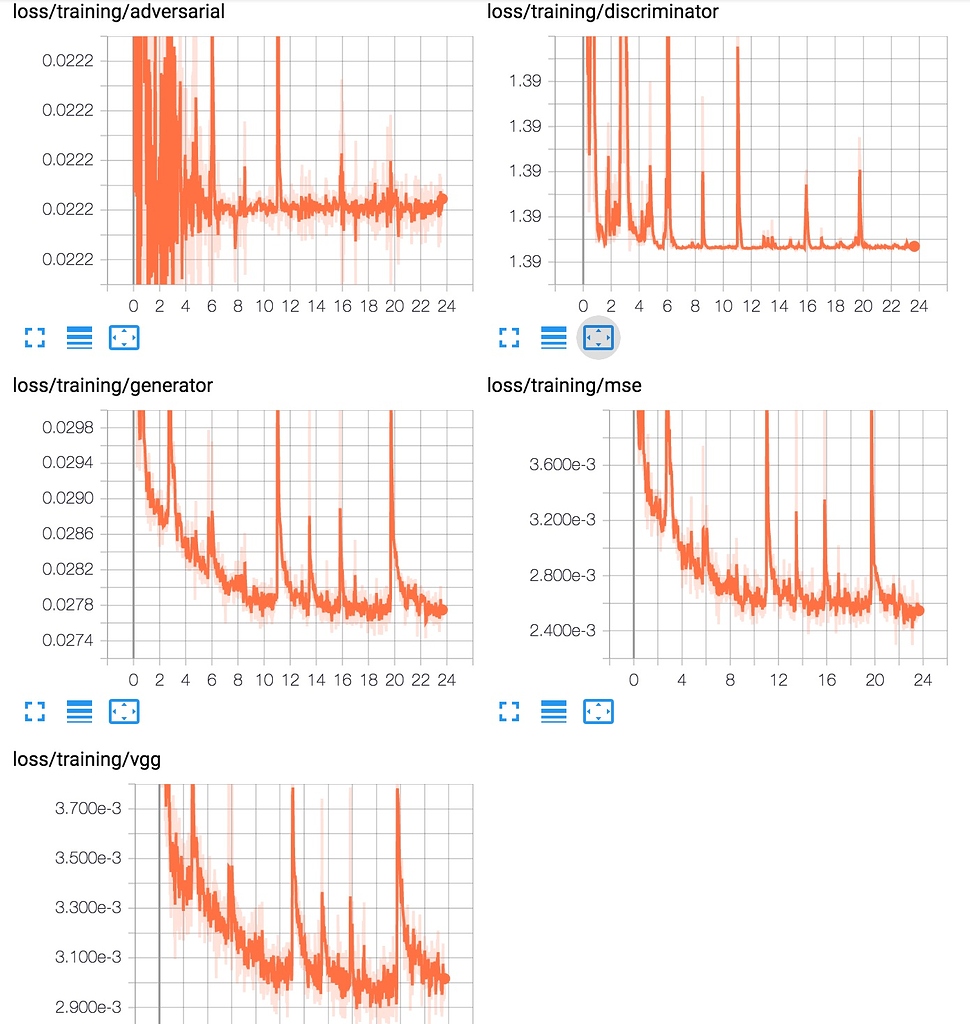 loss/training/adversarial
0.0222
0.0222
0.0222
0.0222
0.0222
0 2 4 6 8 10 12 14 16 18 20 22 24
loss/training/discriminator
1.39
1.39
1.39
1.39
1.39
0 2 4 6 8 10 12 14 16 18 20 22 24
loss/training/generator
0.0298
0.0294
0.0290
0.0286
0.0282
0.0278
0.0274
0 2 4 6 8 10 12 14 16 18 20 22 24
loss/training/mse
3.600e-3
3.200e-3
2.800e-3
2.400e-3
0 4 8 12 16 20 24
loss/training/vgg
3.700e-3
3.500e-3
3.300e-3
3.100e-3
2.900e-3